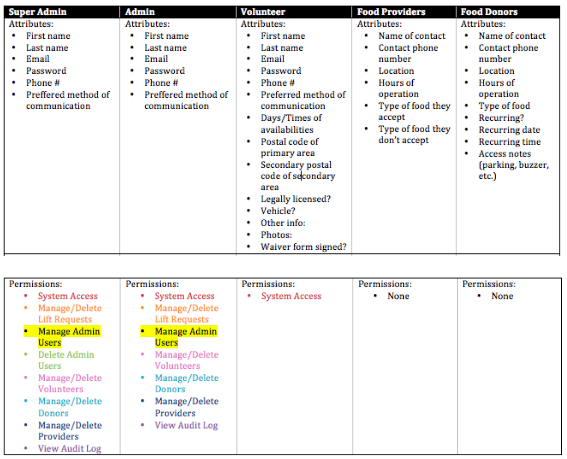 Super Admin
Attributes:
• First name
• Last name
• Email
• Password
• Phone #
• Preffered method of
communication
Admin
Attributes:
• First name
• Last name
• Email
• Password
• Phone #
• Preffered method of
communication
Volunteer
Attributes:
• First name
• Last name
• Email
• Password
• Phone #
• Preferred method of
communication
• Days/Times of
availabilities
• Postal code of
primary area
• Secondary postal
code of secondary
area
• Legally licensed?
• Vehicle?
• Other info:
• Photos:
• Waiver form signed?
Food Providers
Attributes:
• Name of contact
• Contact phone
number
• Location
• Hours of
operation
• Type of food they
accept
• Type of food they
don't accept
Food Donors
Attributes:
• Name of contact
• Contact phone
number
• Location
• Hours of
operation
• Type of food
• Recurring?
• Recurring date
• Recurring time
• Access notes
(parking, buzzer,
etc.)
Permissions:
• System Access
• Manage/Delete
Lift Requests
• Manage Admin
Users
• Delete Admin
Users
• Manage/Delete
Volunteers
• Manage/Delete
Donors
• Manage/Delete
Providers
• View Audit Log
Permissions:
• System Access
• Manage/Delete
Lift Requests
• Manage Admin
Users
• Manage/Delete
Volunteers
• Manage/Delete
Donors
• Manage/Delete
Providers
• View Audit Log
Permissions:
• System Access
Permissions:
• None
Permissions:
• None